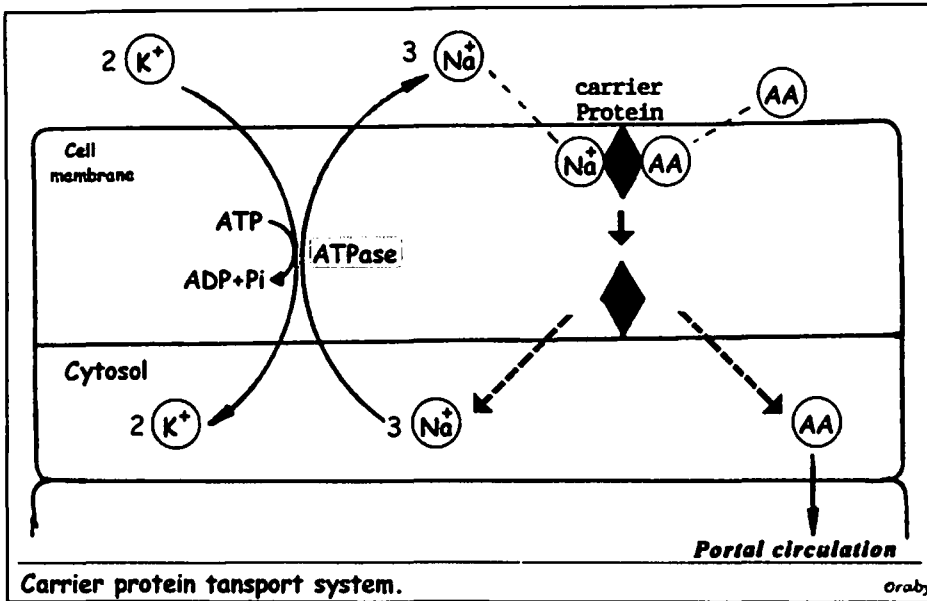 2 K+
3 Na+
carrier
Protein
AA
Cell
membrane
Na+
AA
ATP
ATPase
ADP+Pi
Cytosol
2 K+
3 Na+
AA
Portal circulation
Carrier protein tansport system.
Oraby